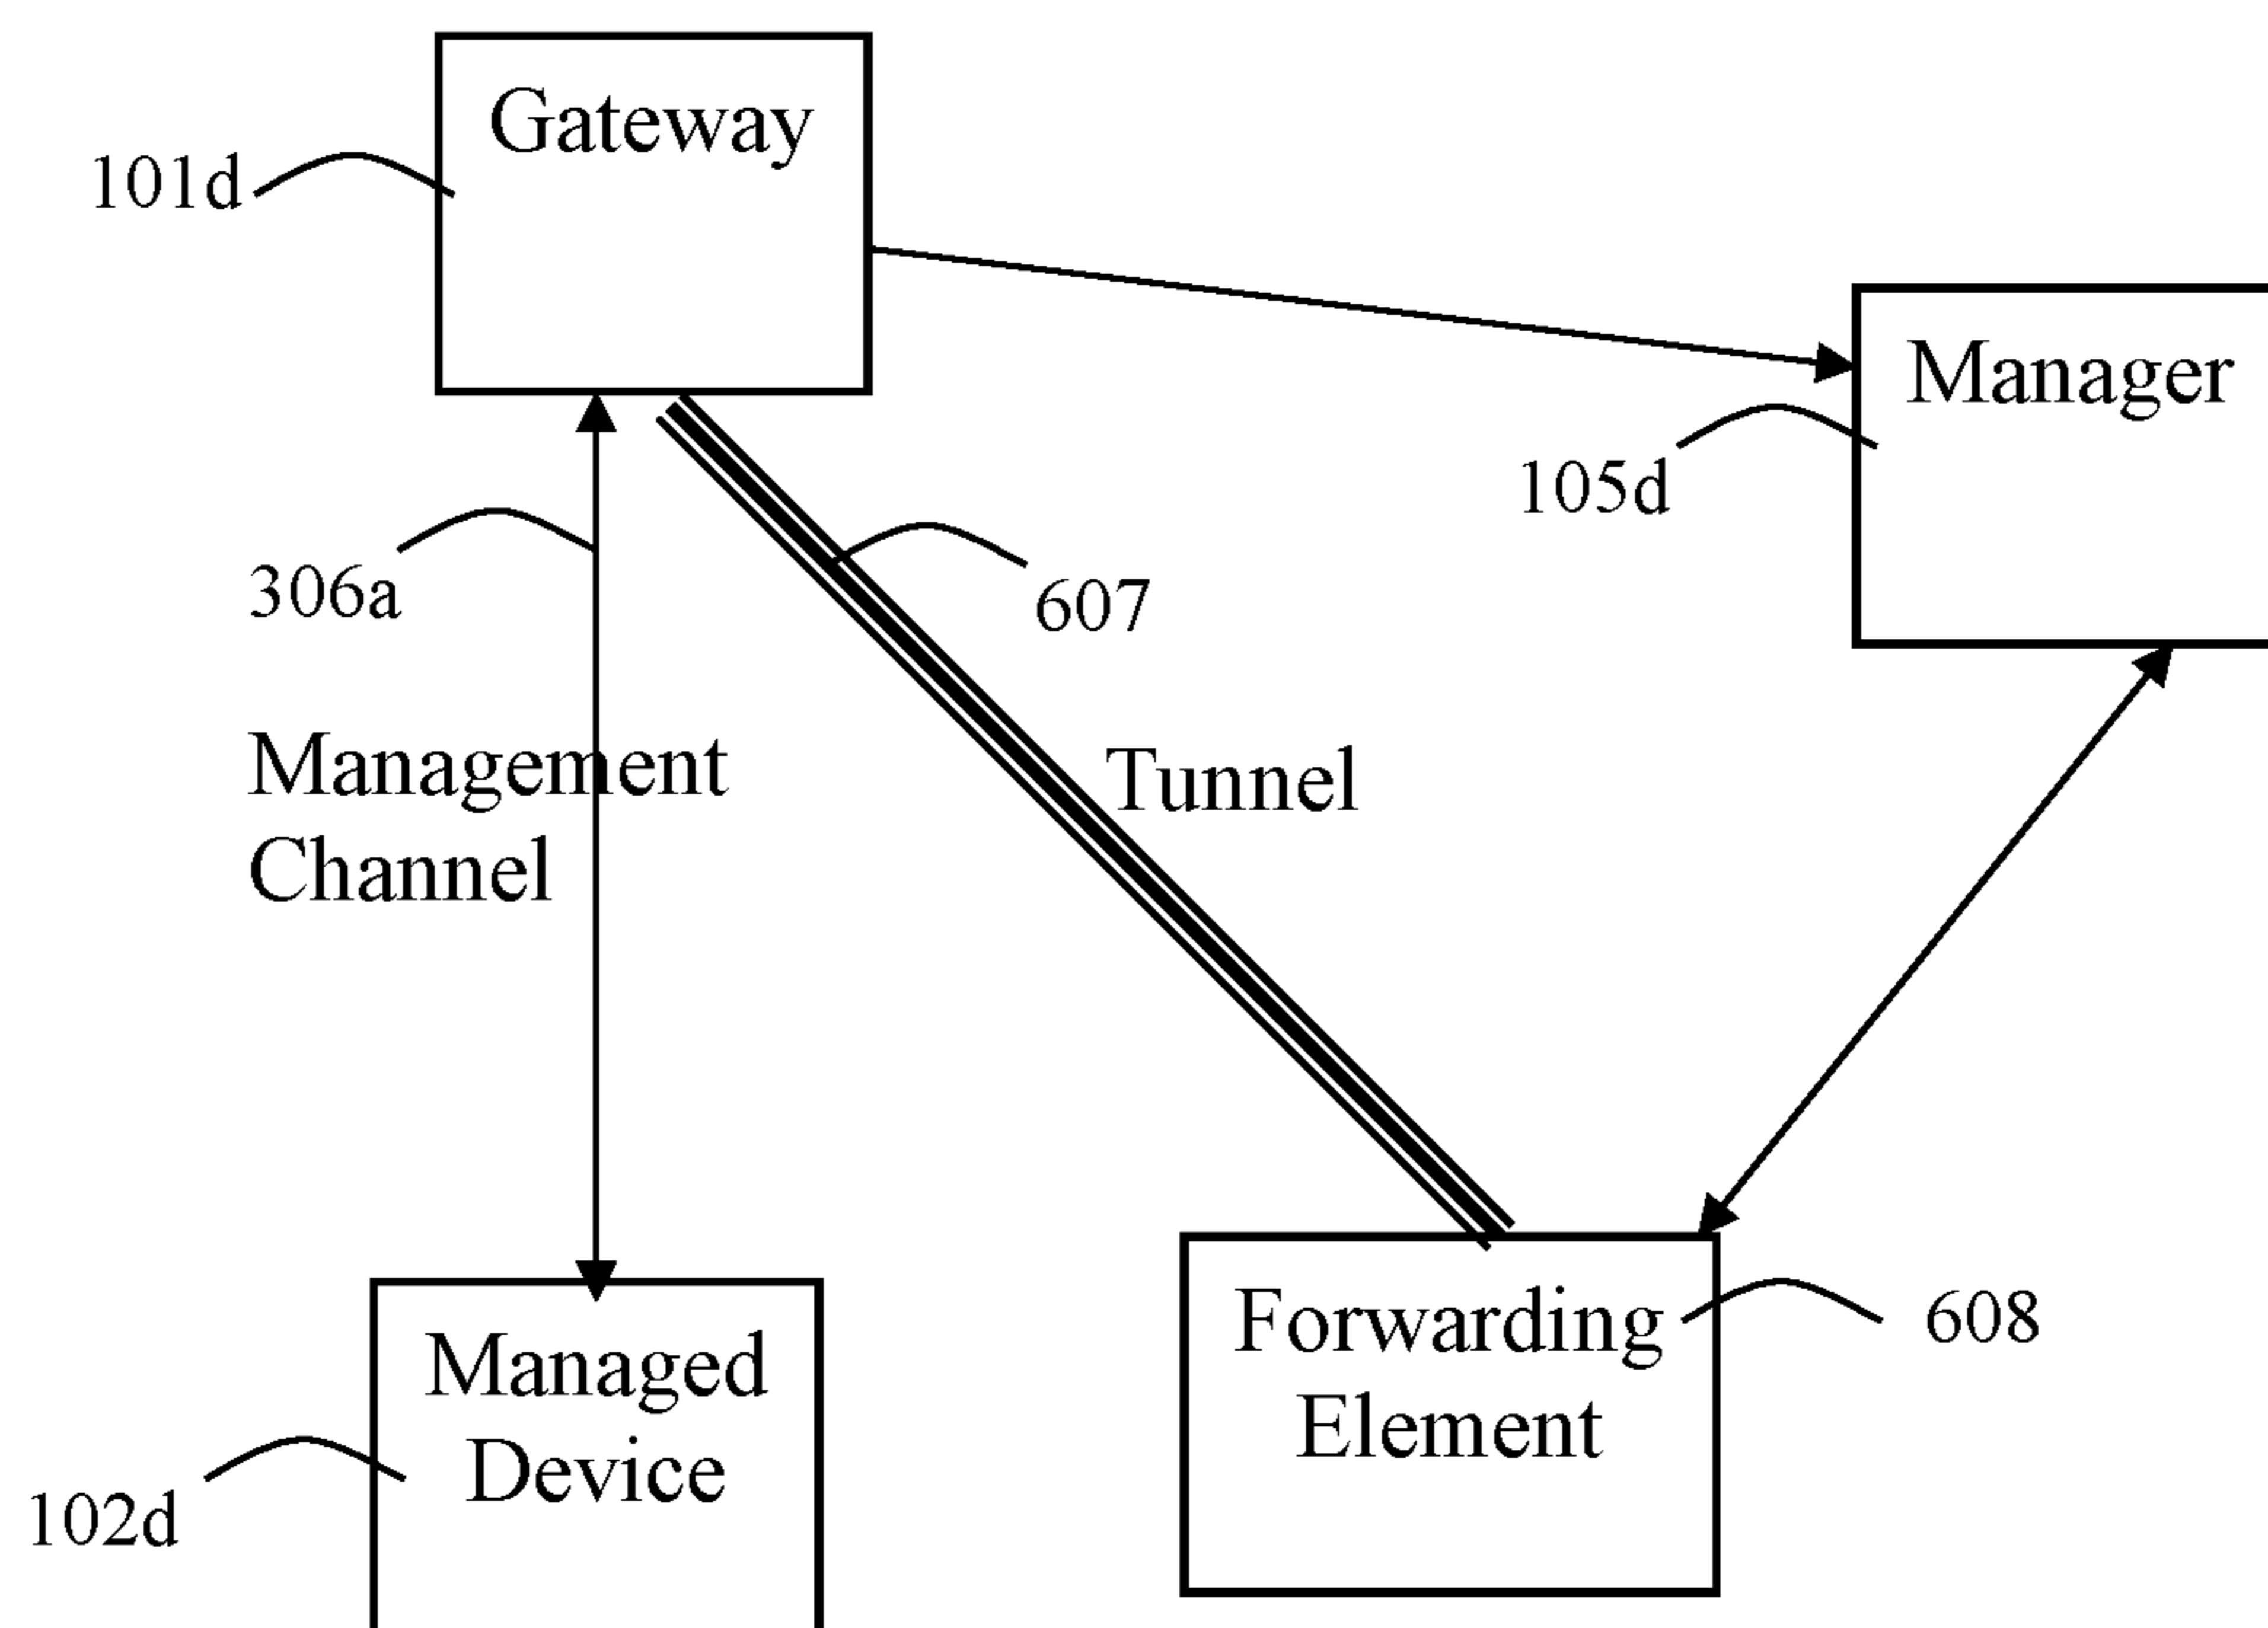 Gateway
101d
Manager
105d
306a
607
Management
Channel
Tunnel
Forwarding
Element
608
Managed
Device
102d